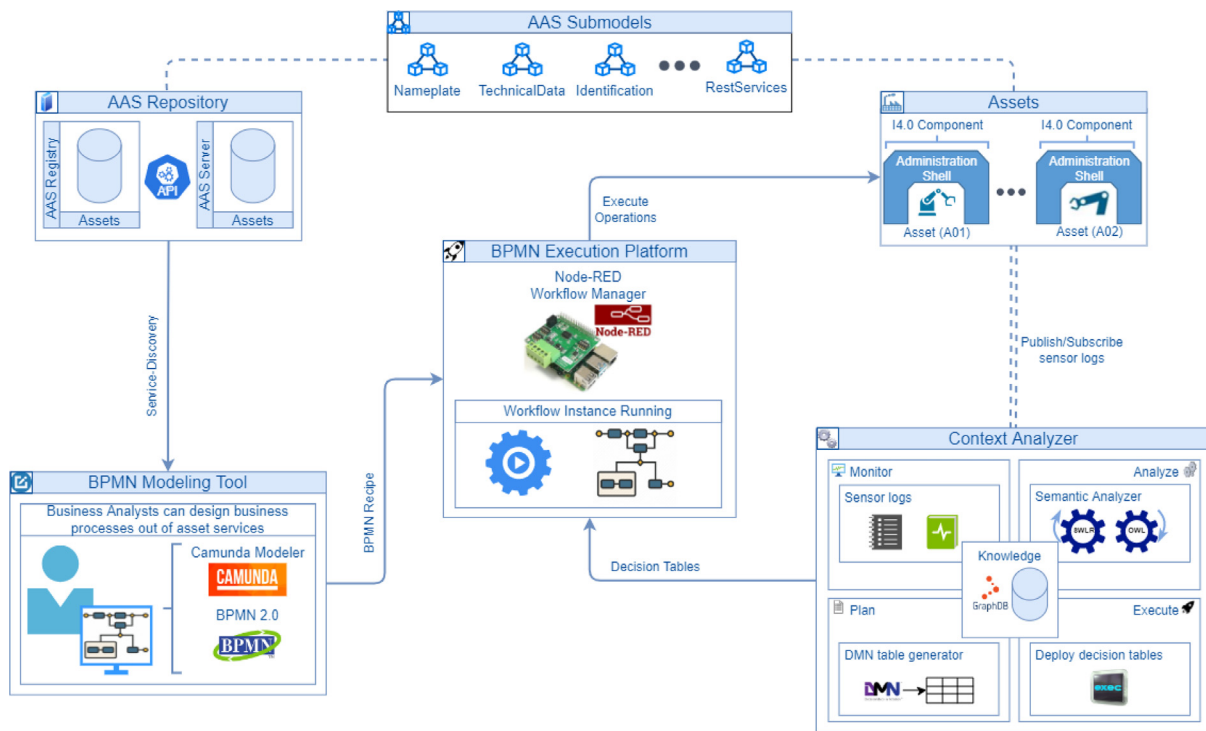 AAS Submodels
Nameplate
TechnicalData
Identification
RestServices
AAS Repository
AAS Registry
Assets
API
AAS Server
Assets
Assets
I4.0 Component
I4.0 Component
Administration
Shell
Administration
Shell
Asset (A01)
Asset (A02)
Execute
Operations
BPMN Execution Platform
Node-RED
Workflow Manager
Node-RED
Workflow Instance Running
Service-Discovery
Publish/Subscribe
sensor logs
BPMN Modeling Tool
Business Analysts can design business
processes out of asset services
Camunda Modeler
CAMUNDA
BPMN 2.0
BPMN
BPMN Recipe
Decision Tables
Context Analyzer
Monitor
Sensor logs
Analyze
Semantic Analyzer
OWL
Knowledge
GraphDB
Plan
DMN table generator
DMN
Execute
Deploy decision tables
exec